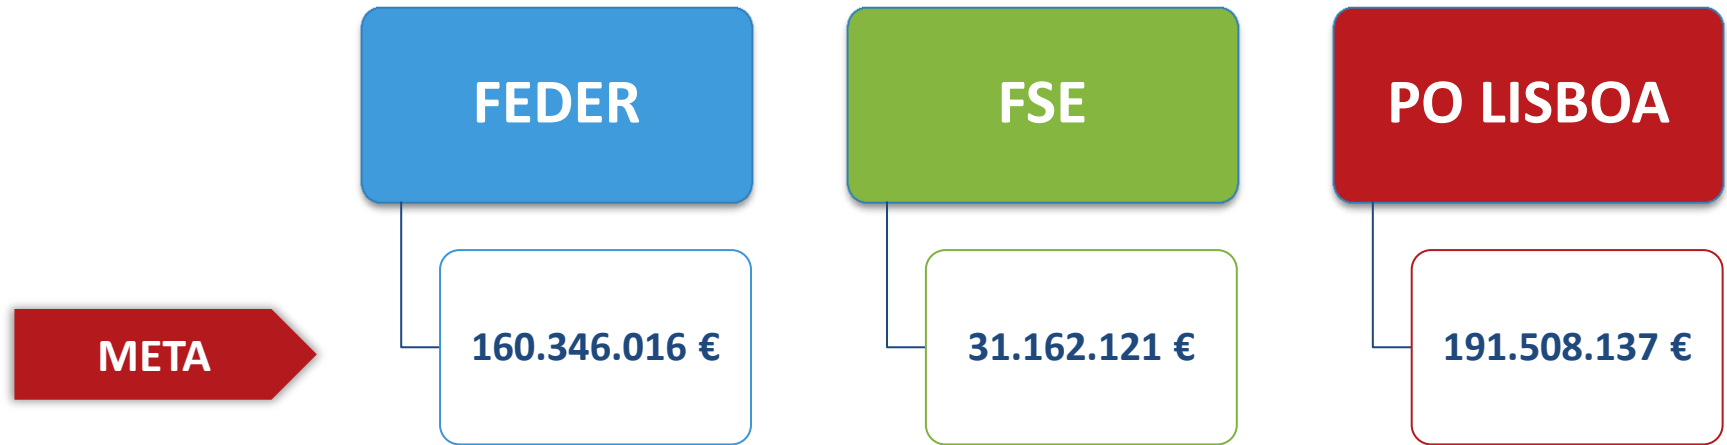 FEDER
FSE
PO LISBOA
META
160.346.016 €
31.162.121 €
191.508.137 €